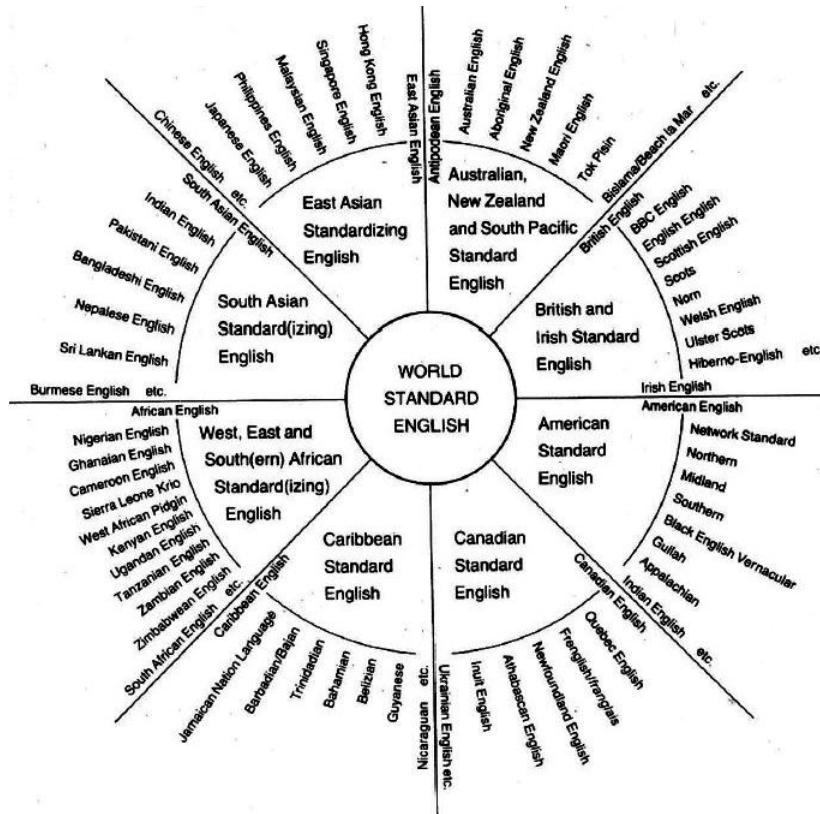 WORLD
STANDARD
ENGLISH
Australian,
New Zealand
and South Pacific
Standard
English
Antipodean English
Australian English
Aboriginal English
New Zealand English
Maori English
Tok Pisin
Bislama/Beach la Mar etc.
British and
Irish Standard
English
British English
BBC English
English English
Scottish English
Scots
Norn
Welsh English
Ulster Scots
Hiberno-English etc
Irish English
American
Standard
English
American English
Network Standard
Northern
Midland
Southern
Black English Vernacular
Gullah
Appalachian
Indian English etc.
Canadian
Standard
English
Canadian English
Quebec English
Frenglish/franglais
Newfoundland English
Athabascan English
Inuit English
Ukrainian English etc.
Caribbean
Standard
English
Caribbean English
Jamaican Nation Language
Barbadian/Bajan
Trinidadian
Bahamian
Belizian
Guyanese
Nicaraguan etc.
West, East and
South(ern) African
Standard(izing)
English
African English
Nigerian English
Ghanaian English
Cameroon English
Sierra Leone Krio
West African Pidgin
Kenyan English
Ugandan English
Tanzanian English
Zambian English
Zimbabwean English
South African English etc.
South Asian
Standard(izing)
English
South Asian English
Indian English
Pakistani English
Bangladeshi English
Nepalese English
Sri Lankan English
Burmese English etc.
East Asian
Standardizing
English
East Asian English
Hong Kong English
Singapore English
Malaysian English
Philippines English
Japanese English
Chinese English etc.